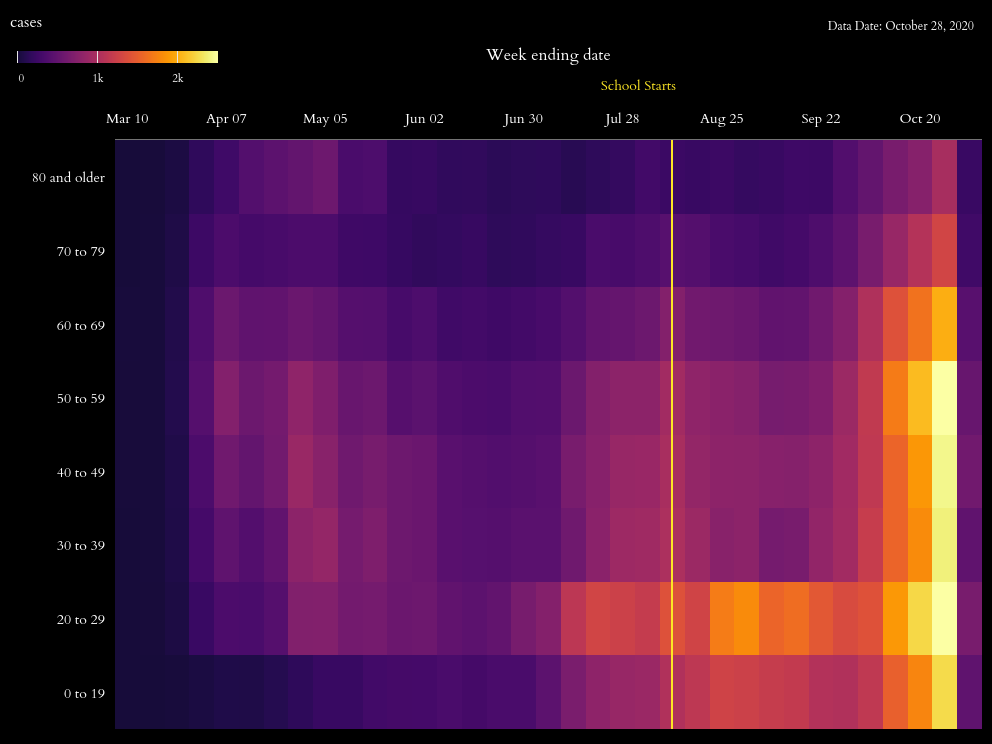 cases
Data Date: October 28, 2020
Week ending date
0 1k 2k
School Starts
Mar 10 Apr 07 May 05 Jun 02 Jun 30 Jul 28 Aug 25 Sep 22 Oct 20
80 and older
70 to 79
60 to 69
50 to 59
40 to 49
30 to 39
20 to 29
0 to 19